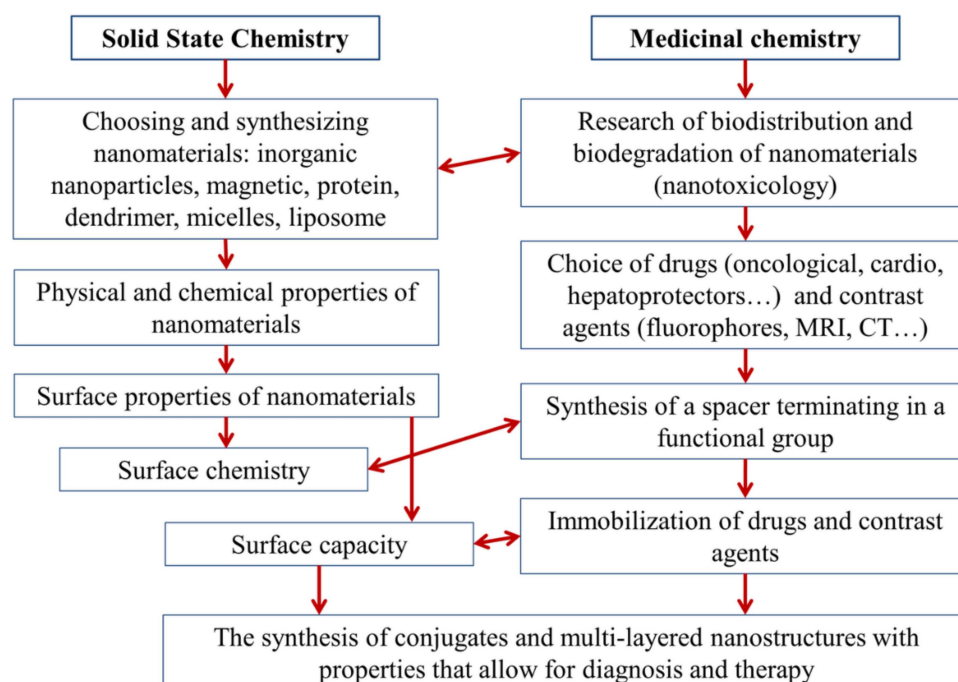 Solid State Chemistry
Choosing and synthesizing
nanomaterials: inorganic
nanoparticles, magnetic, protein,
dendrimer, micelles, liposome
Physical and chemical properties of
nanomaterials
Surface properties of nanomaterials
Surface chemistry
Surface capacity
Medicinal chemistry
Research of biodistribution and
biodegradation of nanomaterials
(nanotoxicology)
Choice of drugs (oncological, cardio,
hepatoprotectors…) and contrast
agents (fluorophores, MRI, CT…)
Synthesis of a spacer terminating in a
functional group
Immobilization of drugs and contrast
agents
The synthesis of conjugates and multi-layered nanostructures with
properties that allow for diagnosis and therapy